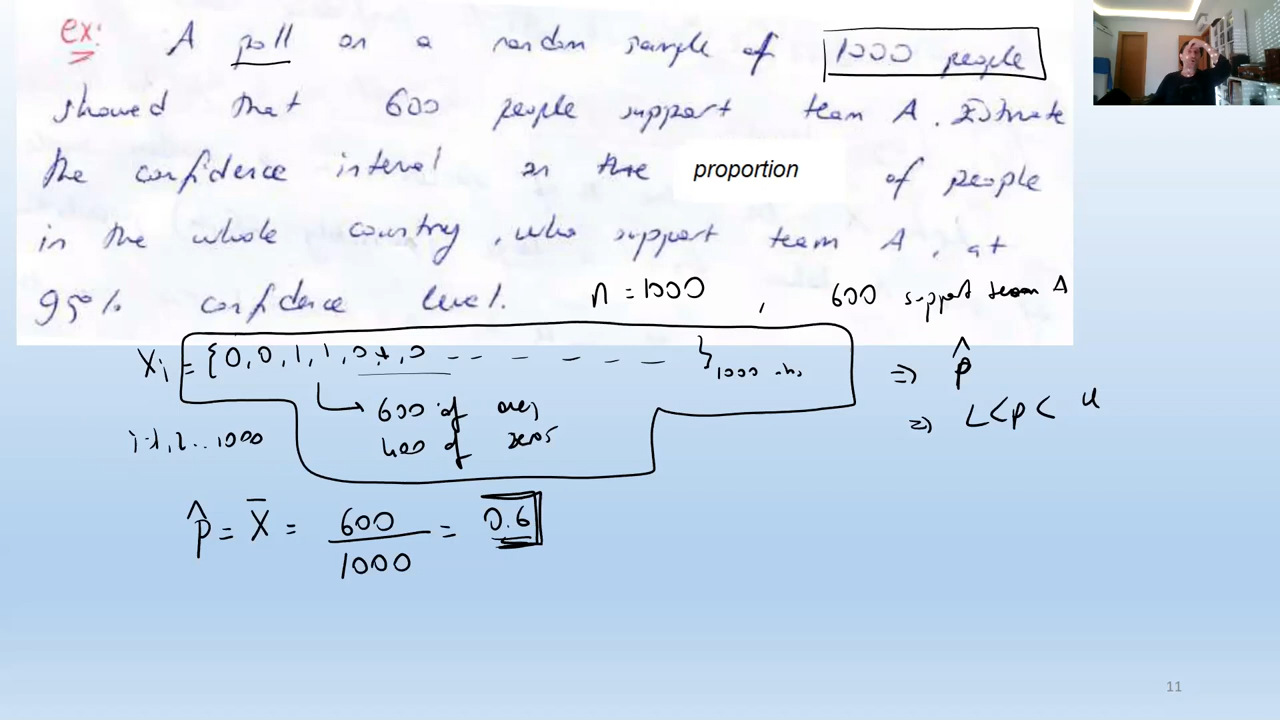 ex: A poll on a random sample of 1000 people
showed that 600 people support team A. Estimate
the confidence interval on the proportion of people
in the whole country, who support team A, at
95% confidence level.
n = 1000 , 600 support team A
Xi = {0, 0, 1, 1, 0, 1, 0 -- - - - - - }1000
⇒ p̂
600 of
400 of zeros
⇒ L < p < u
i=1, 2 .. 1000
p̂ = X̄ = 600/1000 = 0.6
11